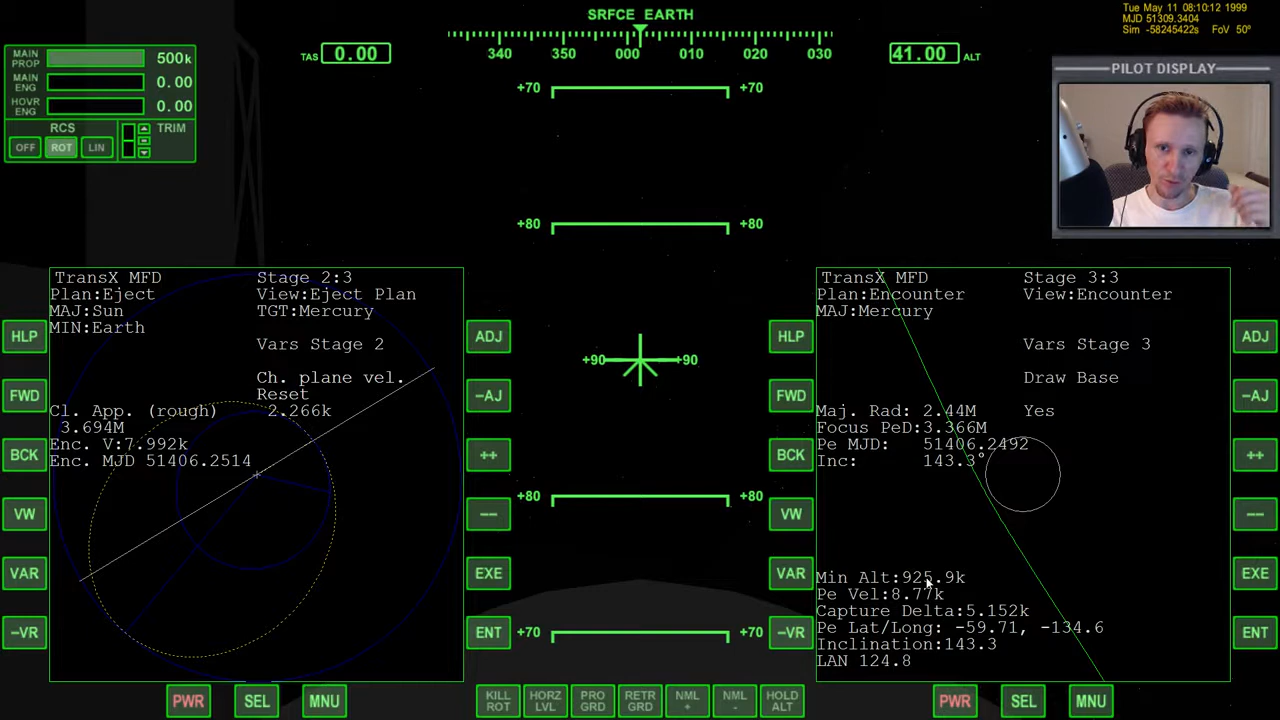 SRFCE EARTH
340 350 000 010 020 030
TAS 0.00
41.00 ALT
Tue May 11 08:10:12 1999
MJD 51309.3404
Sim -58245422s FoV 50°
PILOT DISPLAY
MAIN PROP 500k
MAIN ENG 0.00
HOVR ENG 0.00
RCS
TRIM
OFF ROT LIN
+70 +70
+80 +80
+90 +90
+80 +80
+70 +70
TransX MFD Stage 2:3
Plan:Eject View:Eject Plan
MAJ:Sun TGT:Mercury
MIN:Earth
Vars Stage 2
Ch. plane vel.
Reset
Cl. App. (rough) 2.266k
3.694M
Enc. V:7.992k
Enc. MJD 51406.2514
HLP
FWD
BCK
VW
VAR
-VR
ADJ
-AJ
++
--
EXE
ENT
PWR SEL MNU
KILL ROT
HORZ LVL
PRO GRD
RETR GRD
NML +
NML -
HOLD ALT
TransX MFD Stage 3:3
Plan:Encounter View:Encounter
MAJ:Mercury
Vars Stage 3
Draw Base
Maj. Rad: 2.44M Yes
Focus PeD:3.366M
Pe MJD: 51406.2492
Inc: 143.3°
Min Alt:925.9k
Pe Vel:8.77k
Capture Delta:5.152k
Pe Lat/Long: -59.71, -134.6
Inclination:143.3
LAN 124.8
HLP
FWD
BCK
VW
VAR
-VR
ADJ
-AJ
++
--
EXE
ENT
PWR SEL MNU